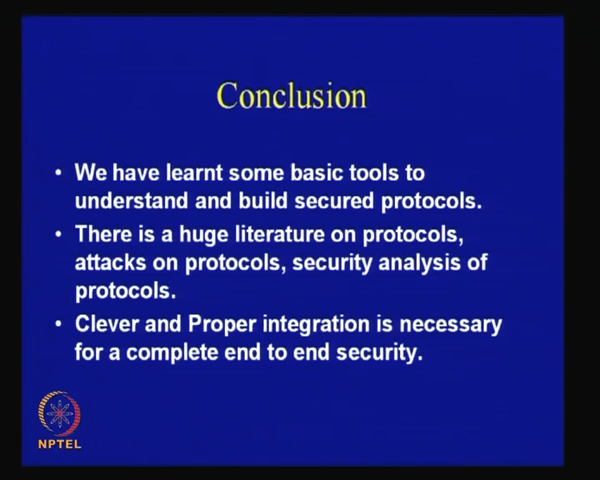 Conclusion
• We have learnt some basic tools to
understand and build secured protocols.
• There is a huge literature on protocols,
attacks on protocols, security analysis of
protocols.
• Clever and Proper integration is necessary
for a complete end to end security.
NPTEL